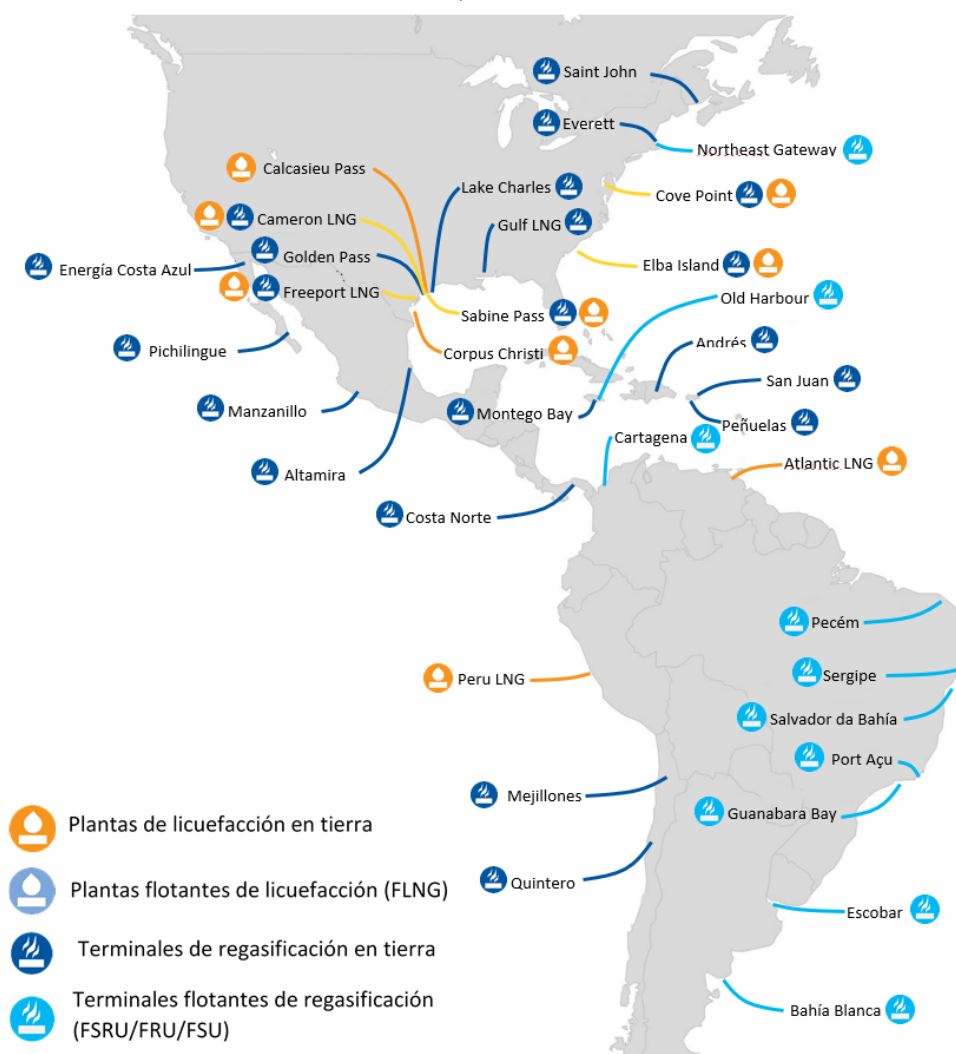 Saint John
Everett
Northeast Gateway
Calcasieu Pass
Lake Charles
Cove Point
Cameron LNG
Gulf LNG
Golden Pass
Energía Costa Azul
Elba Island
Freeport LNG
Old Harbour
Sabine Pass
Andrés
Pichilingue
Corpus Christi
San Juan
Manzanillo
Montego Bay
Peñuelas
Cartagena
Atlantic LNG
Altamira
Costa Norte
Pecém
Peru LNG
Sergipe
Salvador da Bahía
Port Açu
Mejillones
Guanabara Bay
Quintero
Escobar
Bahía Blanca
Plantas de licuefacción en tierra
Plantas flotantes de licuefacción (FLNG)
Terminales de regasificación en tierra
Terminales flotantes de regasificación
(FSRU/FRU/FSU)